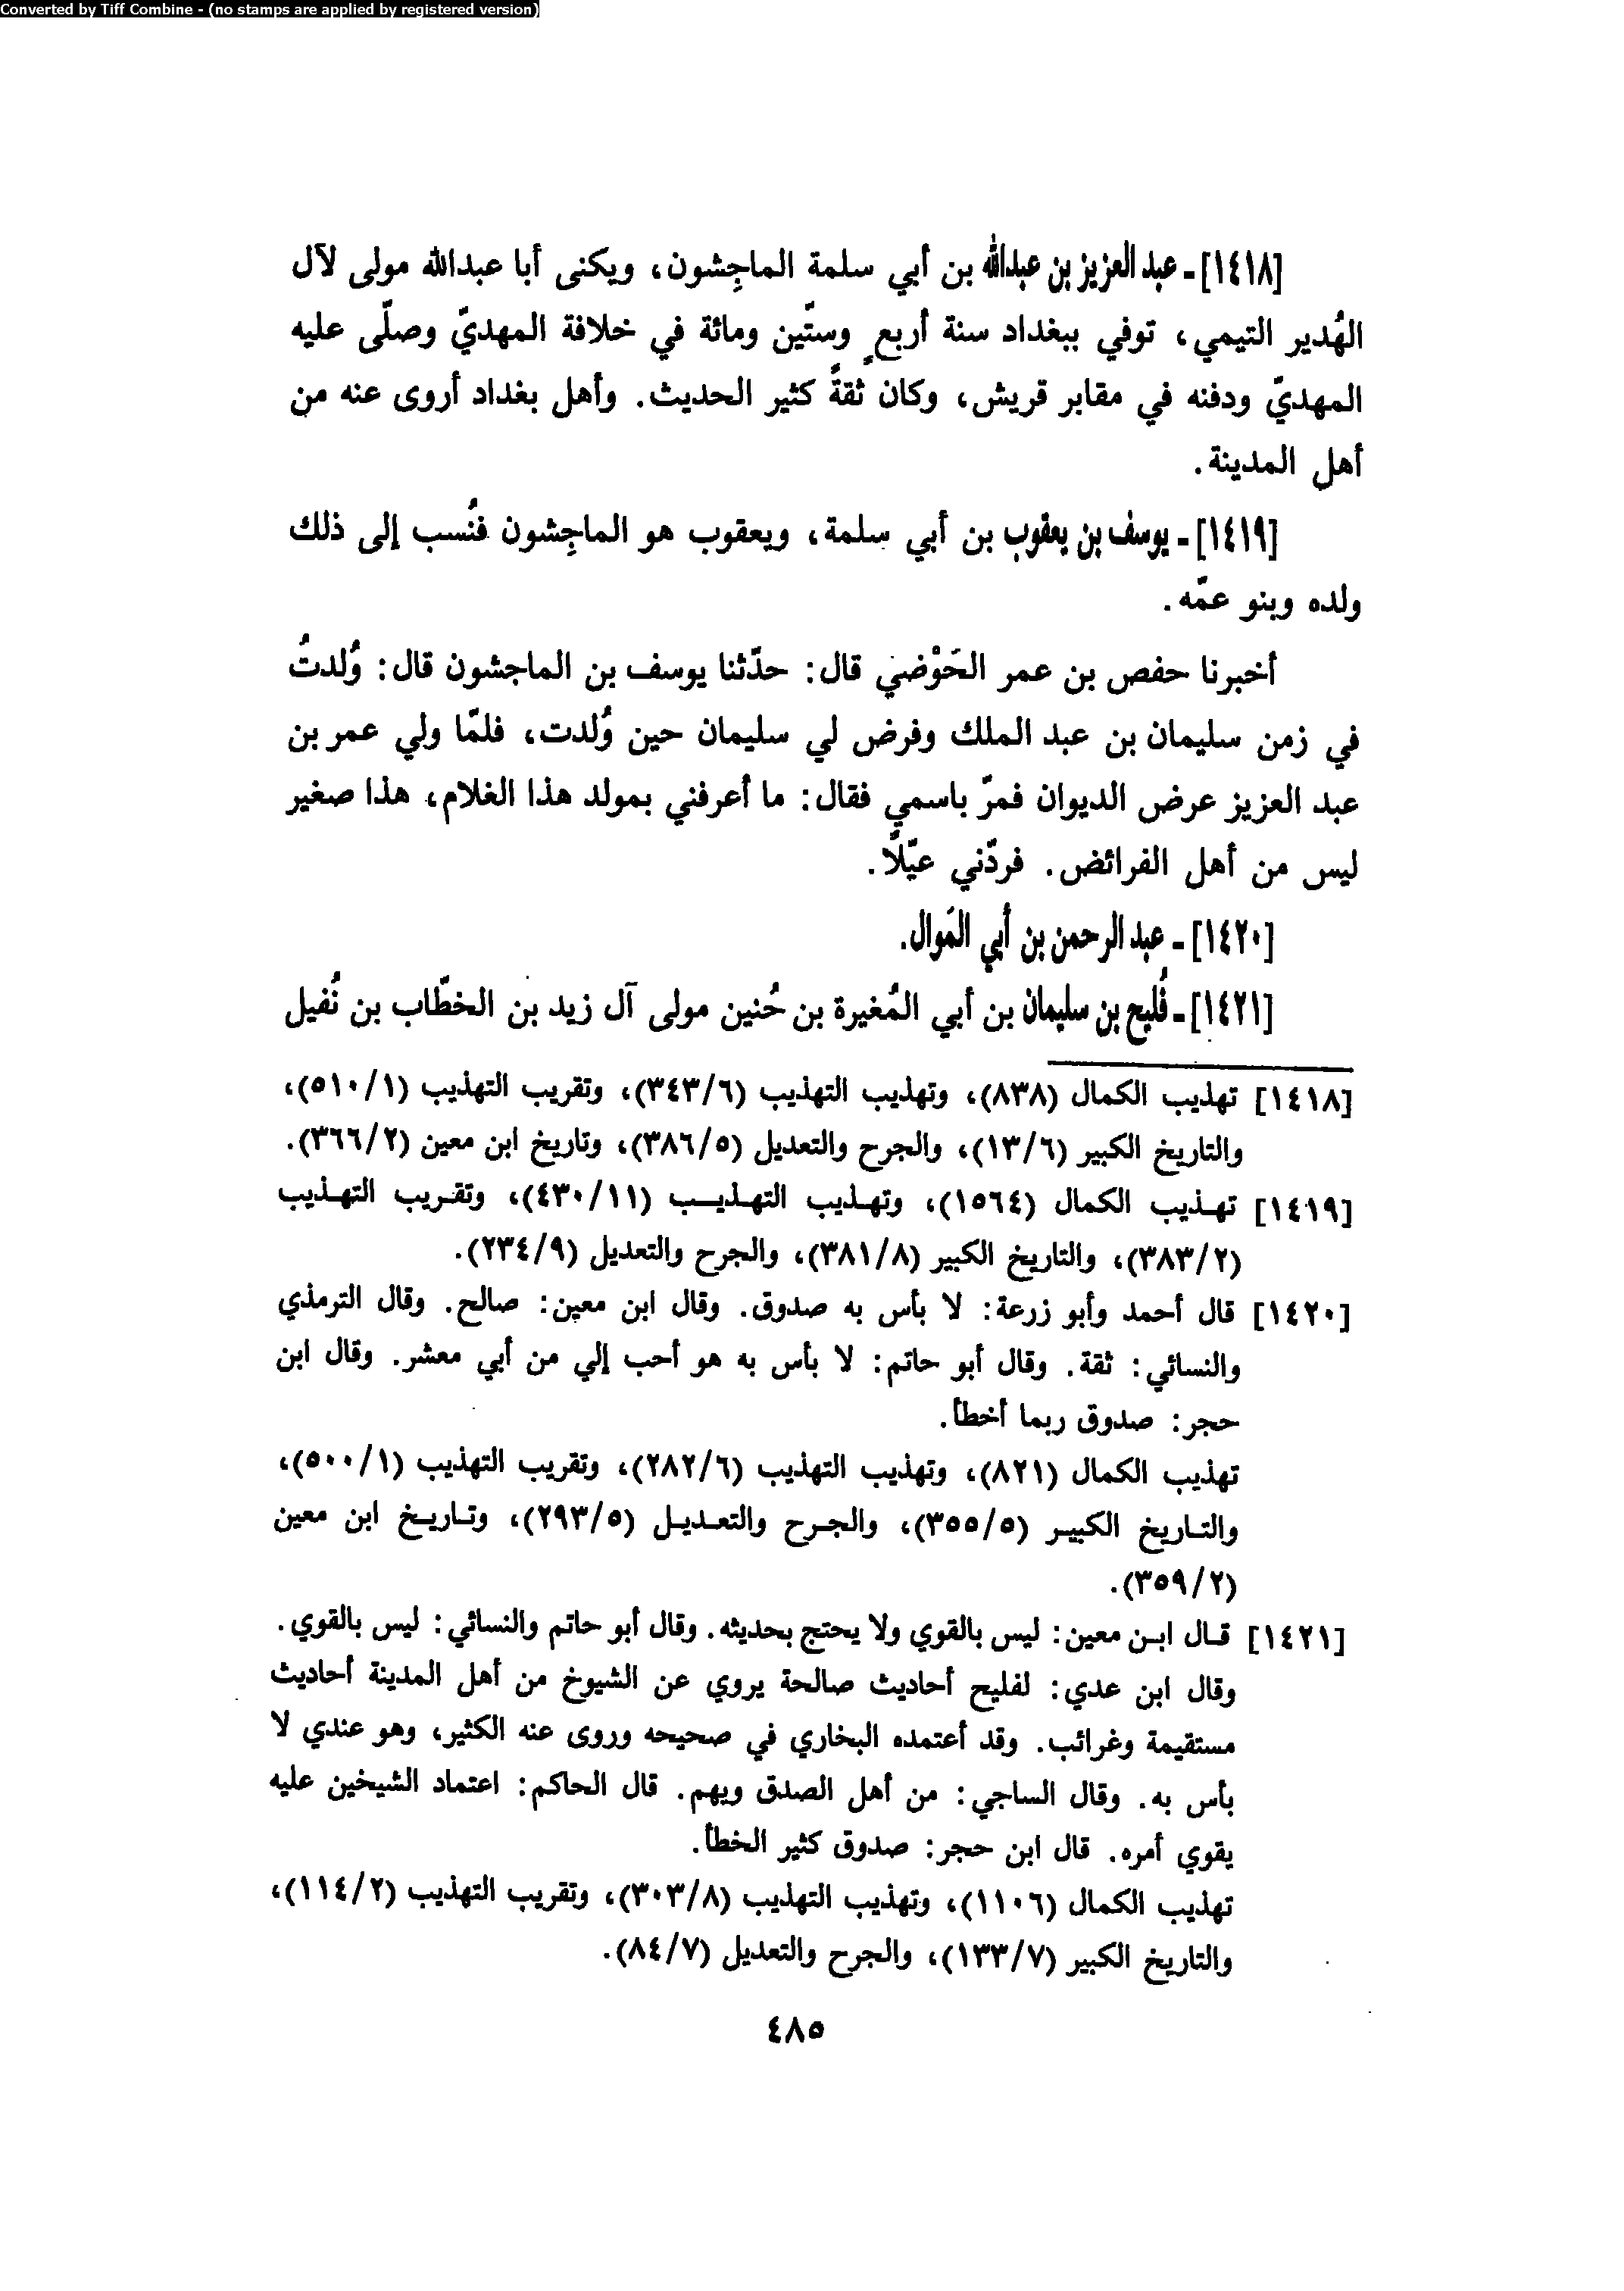 Converted by Tiff Combine - (no stamps are applied by registered version)
[١٤١٨] - عبد العزيز بن عبدالله بن أبي سلمة الماجِشون، ويكنى أبا عبدالله مولى لآل
الهُدير التيمي، توفي ببغداد سنة أربعٍ وستّين ومائة في خلافة المهديّ وصلّى عليه
المهديّ ودفنه في مقابر قريش، وكان ثقةً كثير الحديث. وأهل بغداد أروى عنه من
أهل المدينة.
[١٤١٩] - يوسف بن يعقوب بن أبي سلمة، ويعقوب هو الماجِشون فنُسب إلى ذلك
ولده وبنو عمّه.
أخبرنا حفص بن عمر الحَوْضي قال: حدّثنا يوسف بن الماجشون قال: وُلدتُ
في زمن سليمان بن عبد الملك وفرض لي سليمان حين وُلدت، فلمّا ولي عمر بن
عبد العزيز عرض الديوان فمرّ باسمي فقال: ما أعرفني بمولد هذا الغلام، هذا صغير
ليس من أهل الفرائض. فردّني عيّلًا.
[١٤٢٠] - عبد الرحمن بن أبي المَوال.
[١٤٢١] - فُليح بن سليمان بن أبي المُغيرة بن حُنين مولى آل زيد بن الخطّاب بن نُفيل
[١٤١٨] تهذيب الكمال (٨٣٨)، وتهذيب التهذيب (٣٤٣/٦)، وتقريب التهذيب (٥١٠/١)،
والتاريخ الكبير (١٣/٦)، والجرح والتعديل (٣٨٦/٥)، وتاريخ ابن معين (٣٦٦/٢).
[١٤١٩] تهذيب الكمال (١٥٦٤)، وتهذيب التهذيب (٤٣٠/١١)، وتقريب التهذيب
(٣٨٣/٢)، والتاريخ الكبير (٣٨١/٨)، والجرح والتعديل (٢٣٤/٩).
[١٤٢٠] قال أحمد وأبو زرعة: لا بأس به صدوق. وقال ابن معين: صالح. وقال الترمذي
والنسائي: ثقة. وقال أبو حاتم: لا بأس به هو أحب إلي من أبي معشر. وقال ابن
حجر: صدوق ربما أخطأ.
تهذيب الكمال (٨٢١)، وتهذيب التهذيب (٢٨٢/٦)، وتقريب التهذيب (٥٠٠/١)،
والتاريخ الكبير (٣٥٥/٥)، والجرح والتعديل (٢٩٣/٥)، وتاريخ ابن معين
(٣٥٩/٢).
[١٤٢١] قال ابن معين: ليس بالقوي ولا يحتج بحديثه. وقال أبو حاتم والنسائي: ليس بالقوي.
وقال ابن عدي: لفليح أحاديث صالحة يروي عن الشيوخ من أهل المدينة أحاديث
مستقيمة وغرائب. وقد أعتمده البخاري في صحيحه وروى عنه الكثير، وهو عندي لا
بأس به. وقال الساجي: من أهل الصدق ويهم. قال الحاكم: اعتماد الشيخين عليه
يقوي أمره. قال ابن حجر: صدوق كثير الخطأ.
تهذيب الكمال (١١٠٦)، وتهذيب التهذيب (٣٠٣/٨)، وتقريب التهذيب (١١٤/٢)،
والتاريخ الكبير (١٣٣/٧)، والجرح والتعديل (٨٤/٧).
٤٨٥